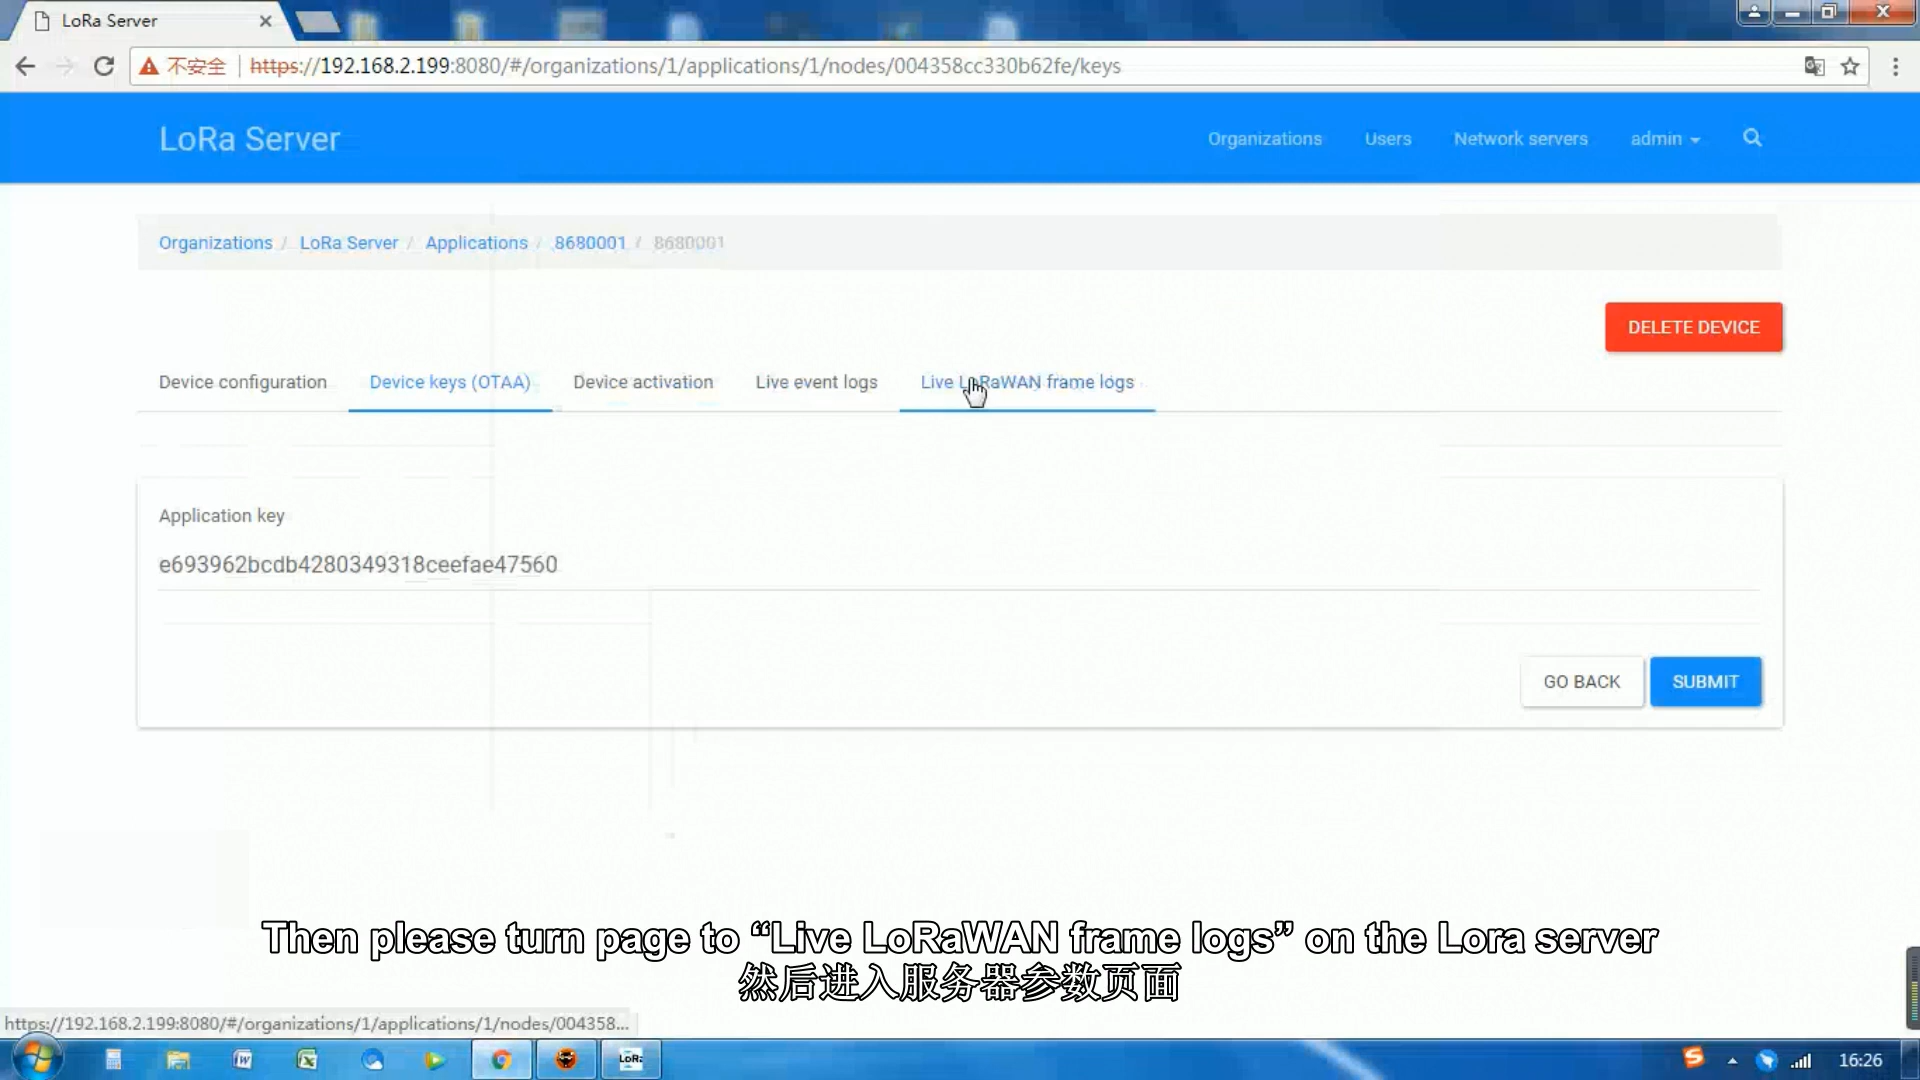 LoRa Server
不安全 https://192.168.2.199:8080/#/organizations/1/applications/1/nodes/004358cc330b62fe/keys
LoRa Server
Organizations Users Network servers admin
Organizations / LoRa Server / Applications / 8680001 / 8680001
DELETE DEVICE
Device configuration Device keys (OTAA) Device activation Live event logs Live LoRaWAN frame logs
Application key
e693962bcdb4280349318ceefae47560
GO BACK SUBMIT
Then please turn page to “Live LoRaWAN frame logs” on the Lora server
然后进入服务器参数页面
https://192.168.2.199:8080/#/organizations/1/applications/1/nodes/004358...
LoRa
16:26